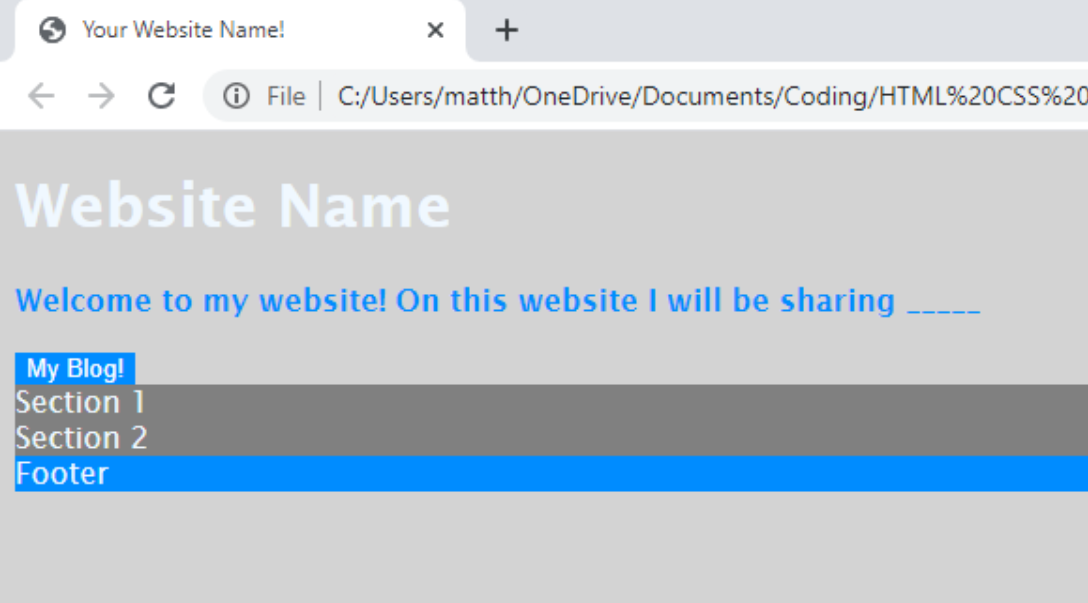 Your Website Name!
File C:/Users/matth/OneDrive/Documents/Coding/HTML%20CSS%20
Website Name
Welcome to my website! On this website I will be sharing _____
My Blog!
Section 1
Section 2
Footer